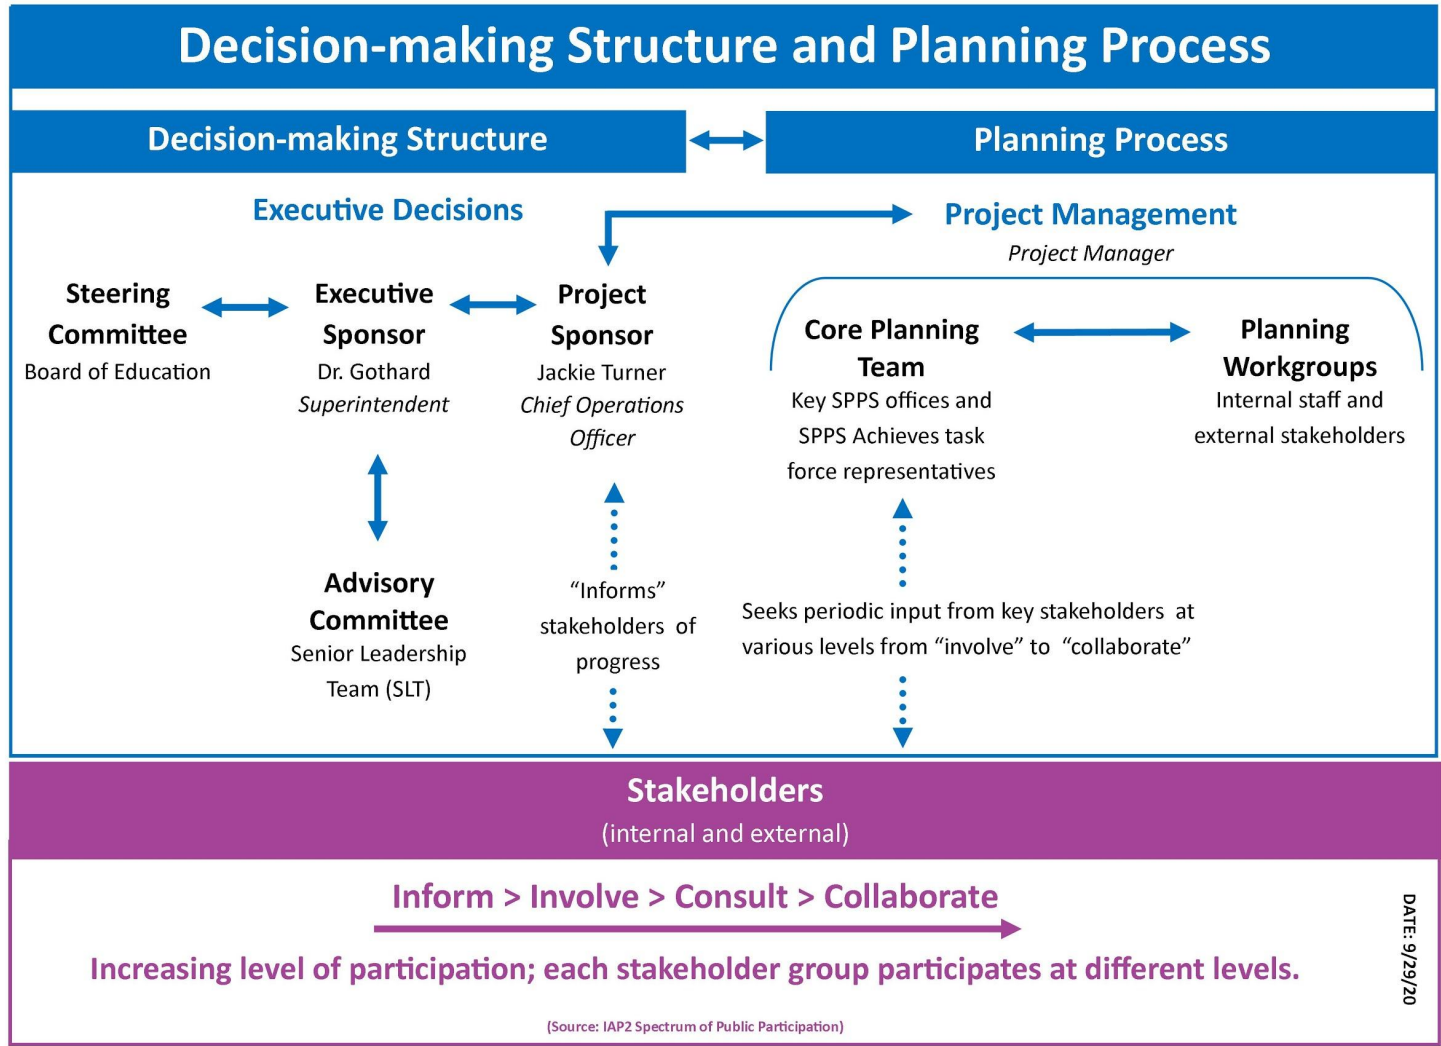 Decision-making Structure and Planning Process
Decision-making Structure
Planning Process
Executive Decisions
Project Management
Project Manager
Steering
Committee
Board of Education
Executive
Sponsor
Dr. Gothard
Superintendent
Project
Sponsor
Jackie Turner
Chief Operations
Officer
Core Planning
Team
Key SPPS offices and
SPPS Achieves task
force representatives
Planning
Workgroups
Internal staff and
external stakeholders
Advisory
Committee
Senior Leadership
Team (SLT)
“Informs”
stakeholders of
progress
Seeks periodic input from key stakeholders at
various levels from “involve” to “collaborate”
Stakeholders
(internal and external)
Inform > Involve > Consult > Collaborate
Increasing level of participation; each stakeholder group participates at different levels.
(Source: IAP2 Spectrum of Public Participation)
DATE: 9/29/20